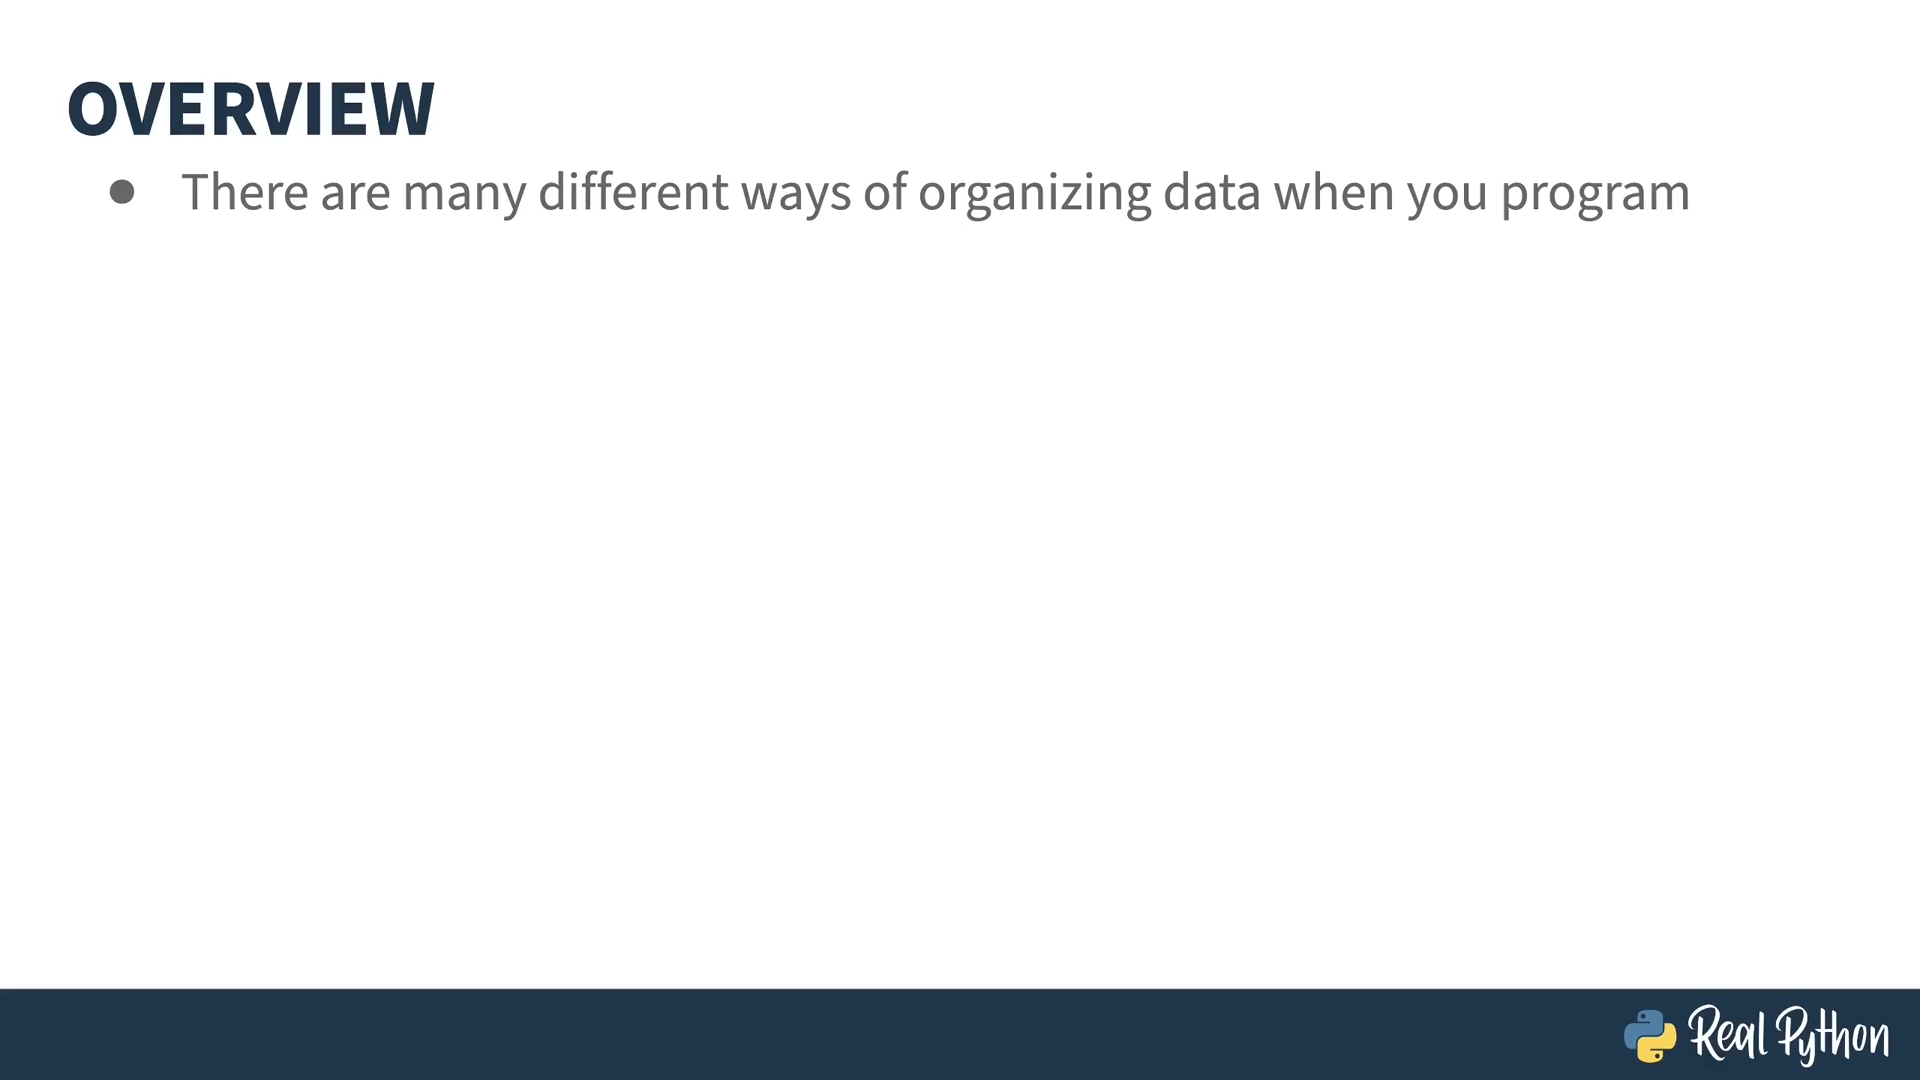 OVERVIEW
● There are many different ways of organizing data when you program
Real Python